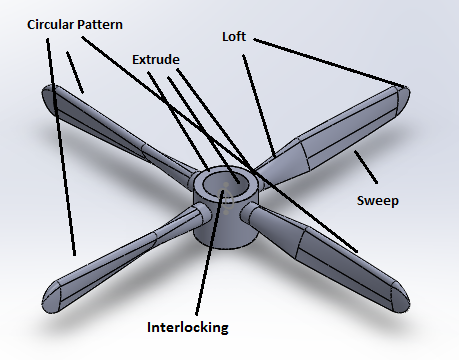 Circular Pattern
Loft
Extrude
Sweep
Interlocking